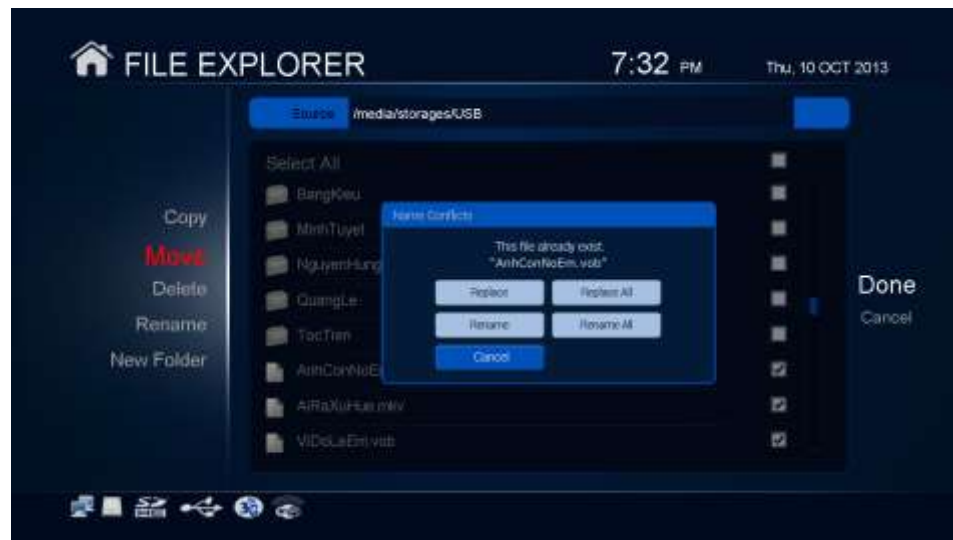 FILE EXPLORER
7:32 PM
Thu, 10 OCT 2013
Source
/media/storages/USB
Select All
BangKieu
MinhTuyet
NguyenHung
QuangLe
TocTien
AnhConNoE
AiRaXuHue.mkv
ViDoLaEm.vob
Copy
Move
Delete
Rename
New Folder
Name Conflicts
This file already exist.
"AnhConNoEm.vob"
Replace
Replace All
Rename
Rename All
Cancel
Done
Cancel